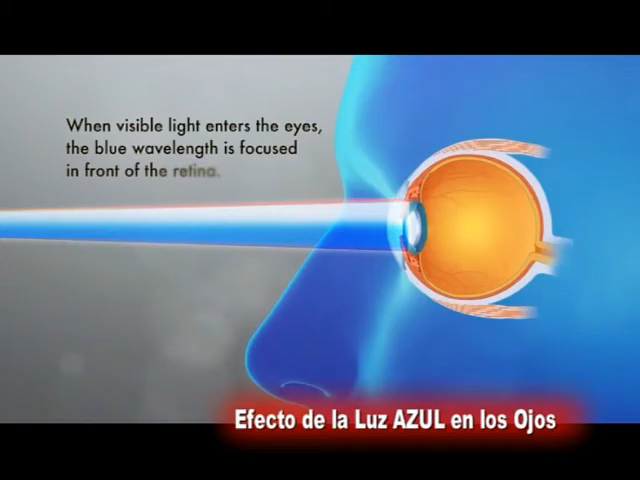 When visible light enters the eyes,
the blue wavelength is focused
in front of the retina.
Efecto de la Luz AZUL en los Ojos